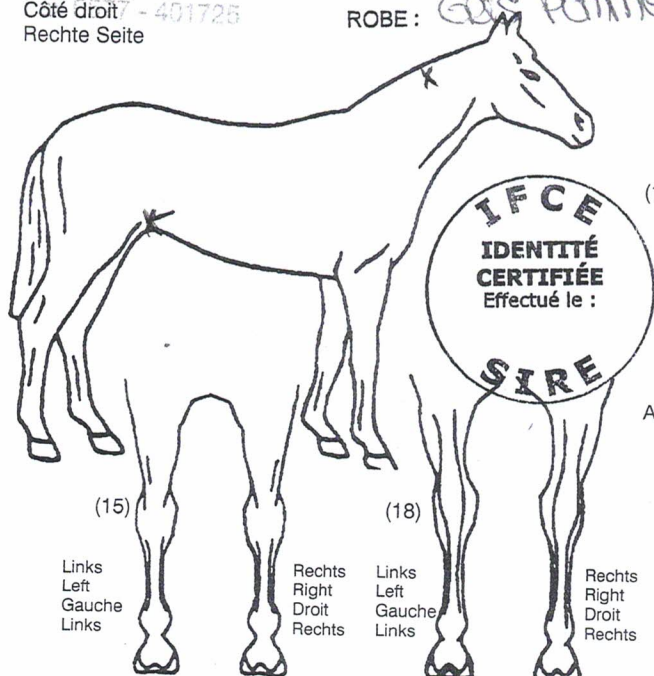 Côté droit
- 401725
Rechte Seite
ROBE :
IFCE
IDENTITÉ
CERTIFIÉE
Effectué le :
SIRE
(15)
(18)
Links
Left
Gauche
Links
Rechts
Right
Droit
Rechts
Links
Left
Gauche
Links
Rechts
Right
Droit
Rechts